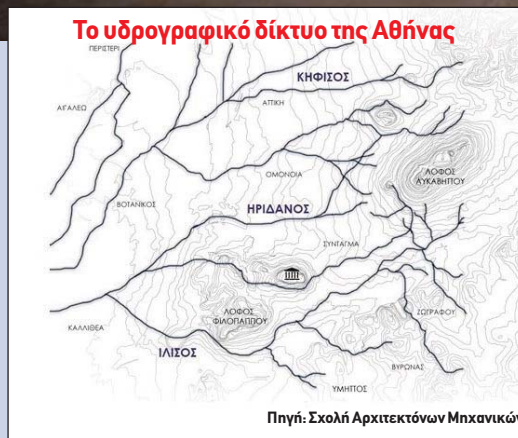 Το υδρογραφικό δίκτυο της Αθήνας
ΠΕΡΙΣΤΕΡΙ
ΚΗΦΙΣΟΣ
ΑΙΓΑΛΕΩ
ΑΤΤΙΚΗ
ΛΟΦΟΣ
ΛΥΚΑΒΗΤΤΟΥ
ΟΜΟΝΟΙΑ
ΒΟΤΑΝΙΚΟΣ
ΗΡΙΔΑΝΟΣ
ΣΥΝΤΑΓΜΑ
ΛΟΦΟΣ
ΦΙΛΟΠΑΠΠΟΥ
ΖΩΓΡΑΦΟΥ
ΚΑΛΛΙΘΕΑ
ΙΛΙΣΟΣ
ΒΥΡΩΝΑΣ
ΥΜΗΤΤΟΣ
Πηγή: Σχολή Αρχιτεκτόνων Μηχανικών